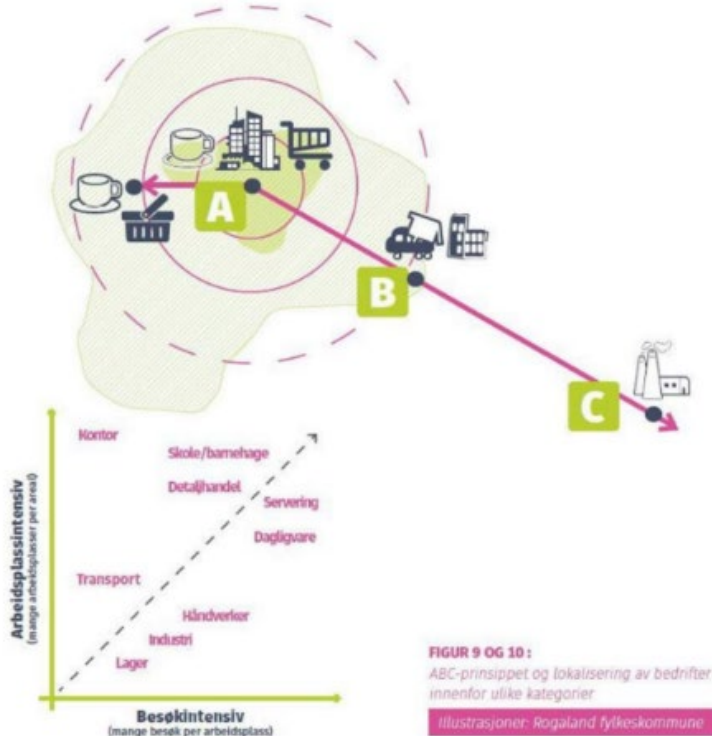 A
B
C
Kontor
Skole/barnehage
Detaljhandel
Servering
Dagligvare
Transport
Håndverker
Industri
Lager
Arbeidsplassintensiv
(mange arbeidsplasser per areal)
Besøkintensiv
(mange besøk per arbeidsplass)
FIGUR 9 OG 10 :
ABC-prinsippet og lokalisering av bedrifter
innenfor ulike kategorier
Illustrasjoner: Rogaland fylkeskommune